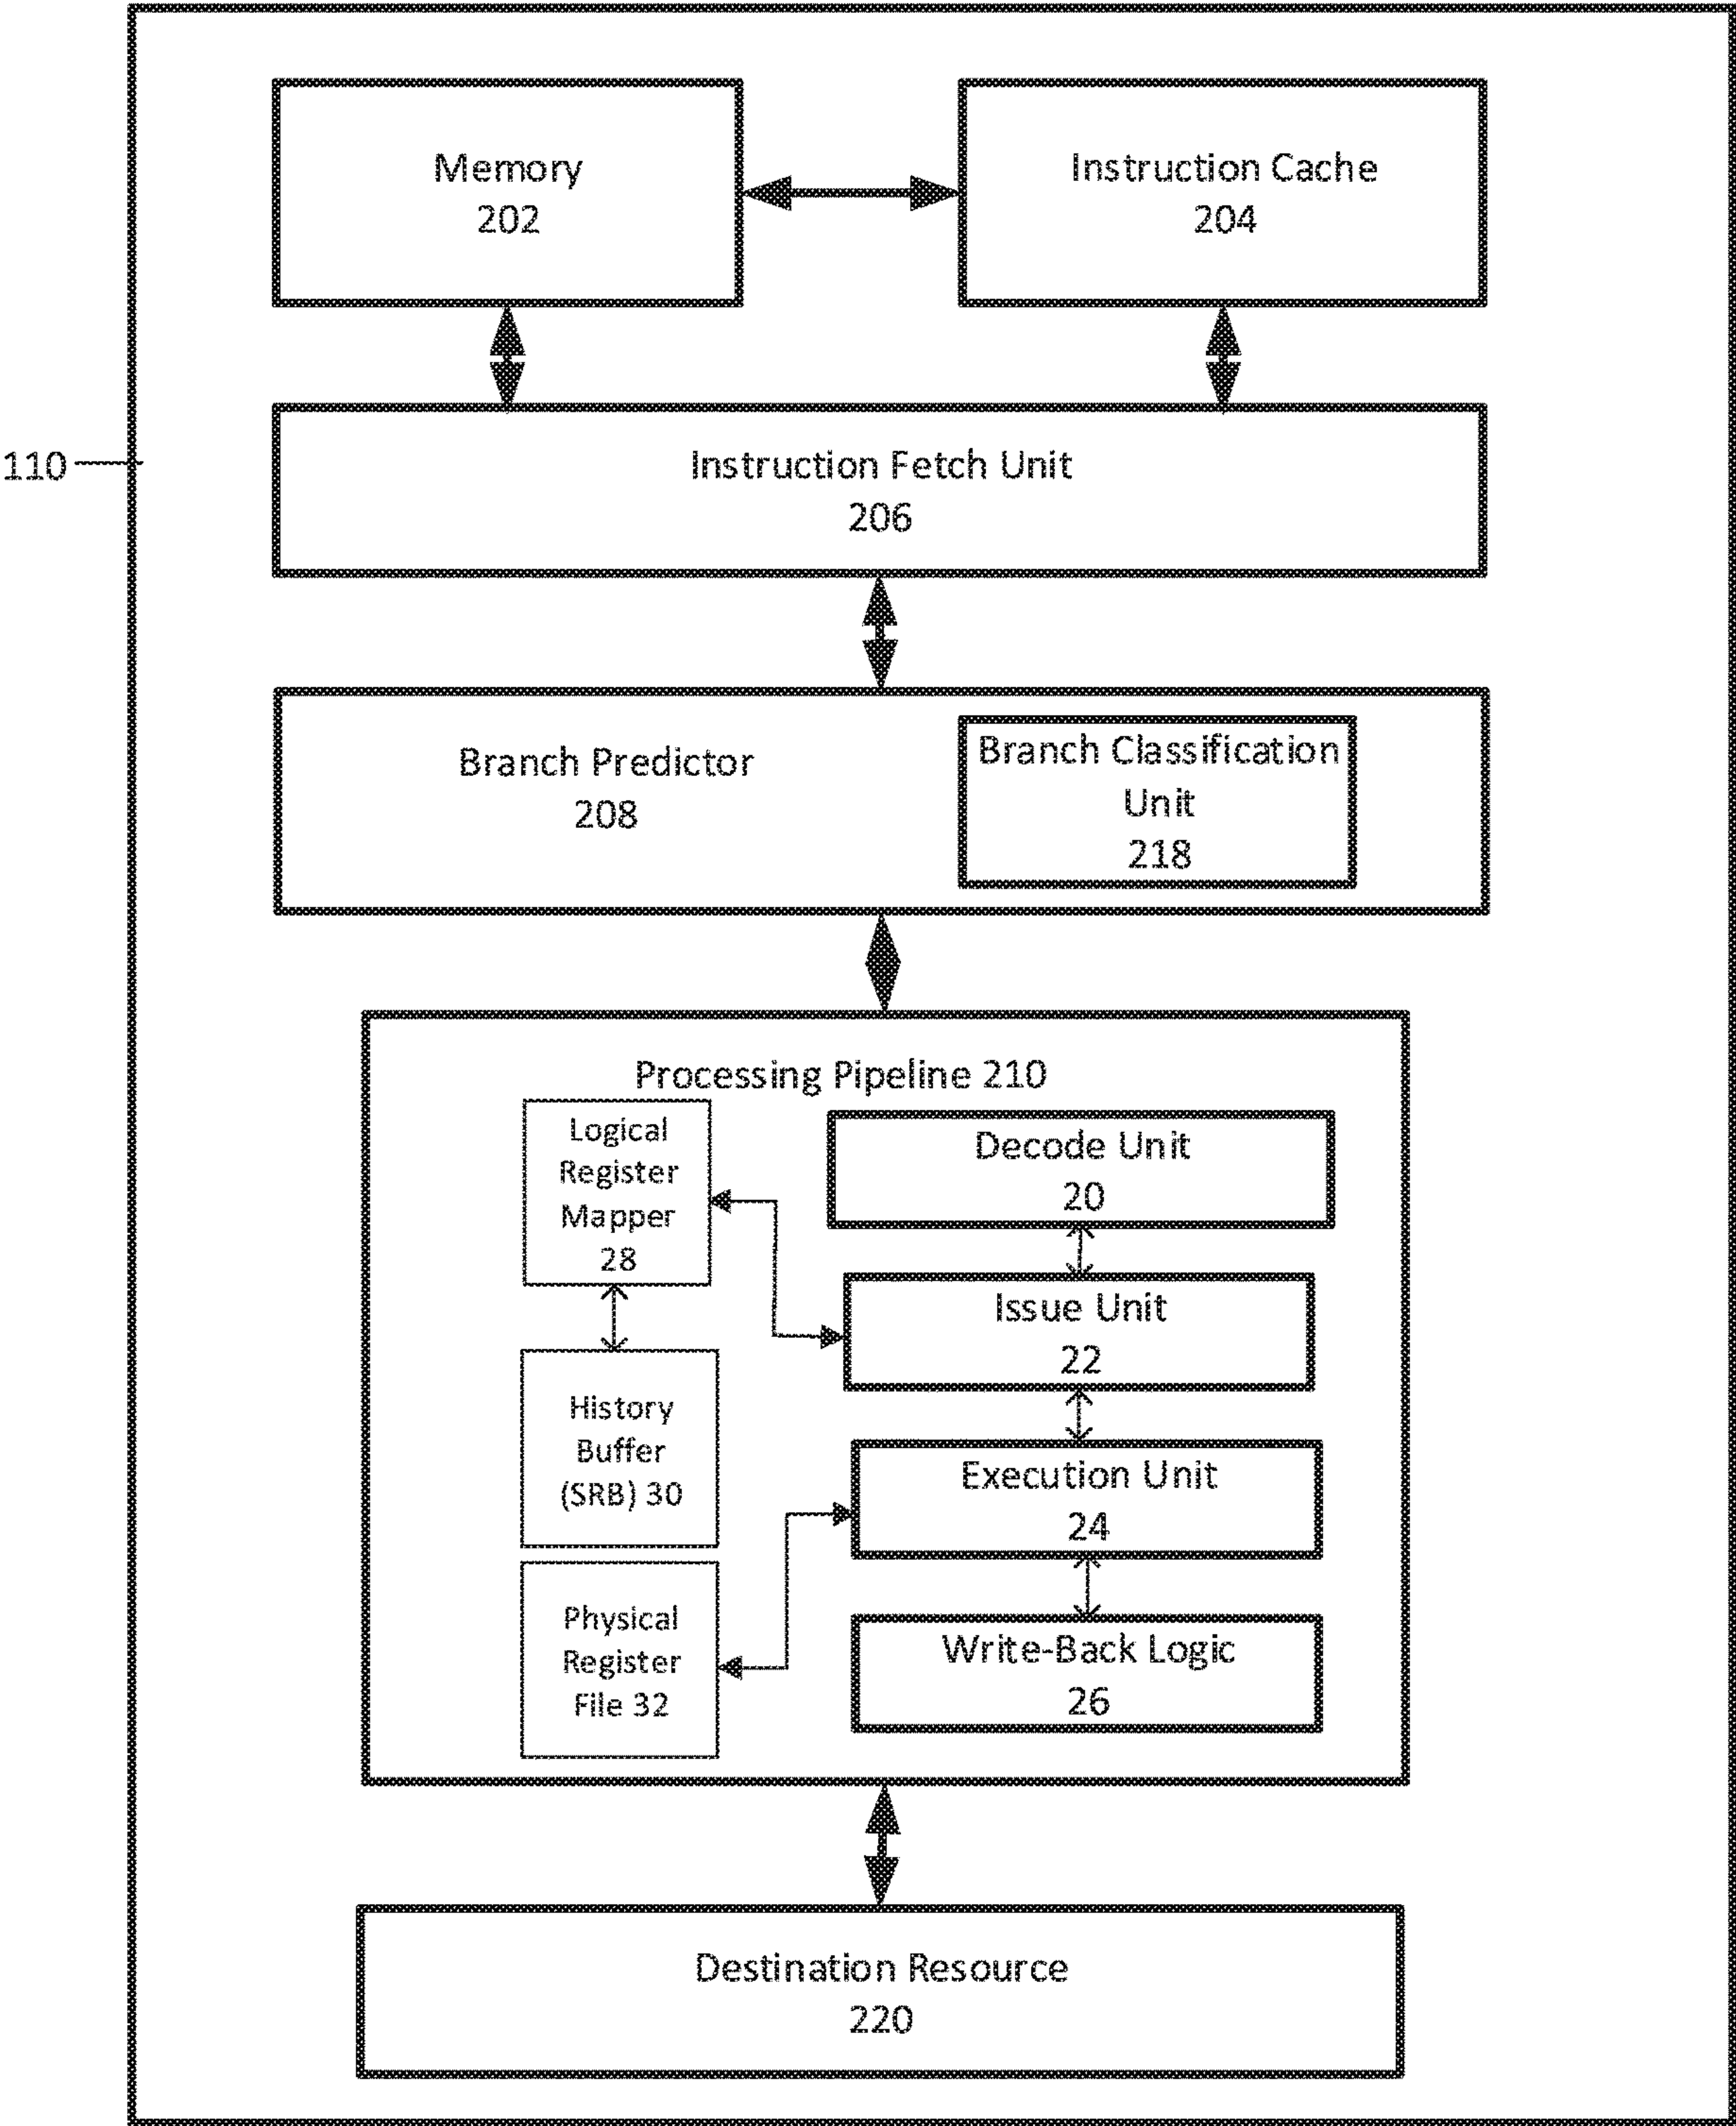 Memory
202
Instruction Cache
204
110
Instruction Fetch Unit
206
Branch Predictor
208
Branch Classification
Unit
218
Processing Pipeline 210
Logical
Register
Mapper
28
Decode Unit
20
Issue Unit
22
History
Buffer
(SRB) 30
Execution Unit
24
Physical
Register
File 32
Write-Back Logic
26
Destination Resource
220